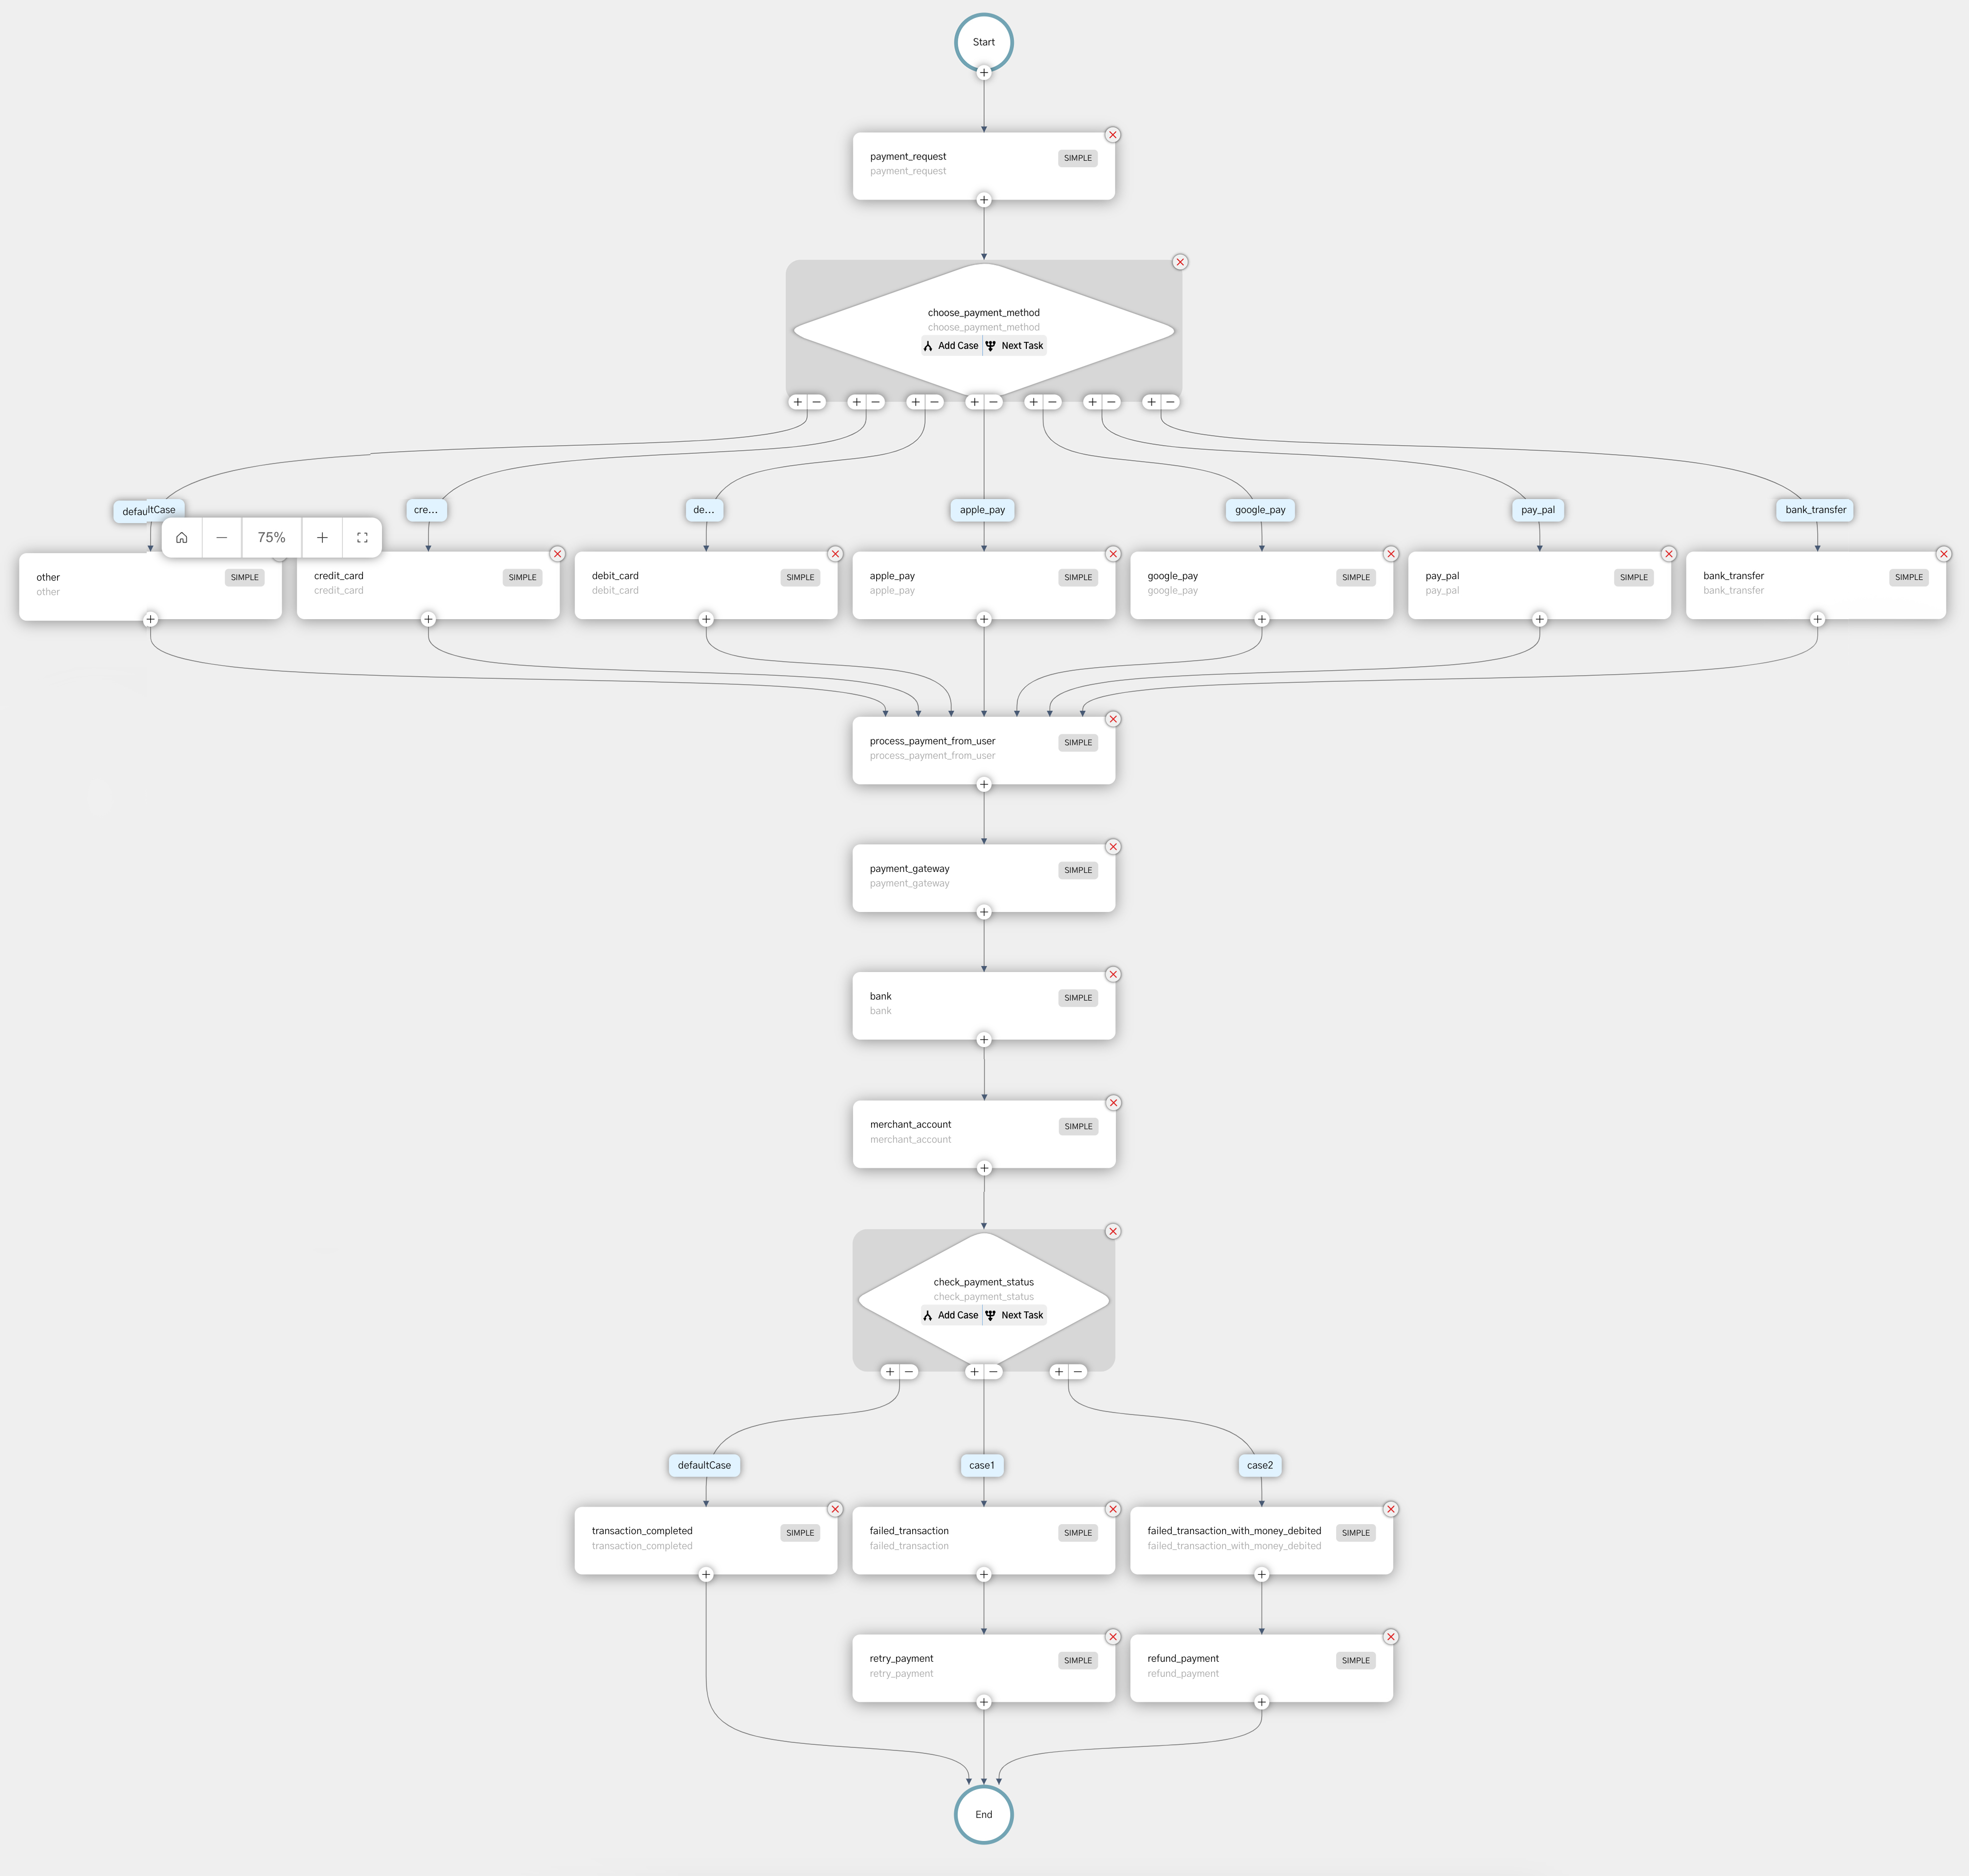 Start
payment_request
SIMPLE
payment_request
choose_payment_method
choose_payment_method
Add Case
Next Task
defaultCase
cre...
de...
apple_pay
google_pay
pay_pal
bank_transfer
75%
other
SIMPLE
other
credit_card
SIMPLE
credit_card
debit_card
SIMPLE
debit_card
apple_pay
SIMPLE
apple_pay
google_pay
SIMPLE
google_pay
pay_pal
SIMPLE
pay_pal
bank_transfer
SIMPLE
bank_transfer
process_payment_from_user
SIMPLE
process_payment_from_user
payment_gateway
SIMPLE
payment_gateway
bank
SIMPLE
bank
merchant_account
SIMPLE
merchant_account
check_payment_status
check_payment_status
Add Case
Next Task
defaultCase
case1
case2
transaction_completed
SIMPLE
transaction_completed
failed_transaction
SIMPLE
failed_transaction
failed_transaction_with_money_debited
SIMPLE
failed_transaction_with_money_debited
retry_payment
SIMPLE
retry_payment
refund_payment
SIMPLE
refund_payment
End